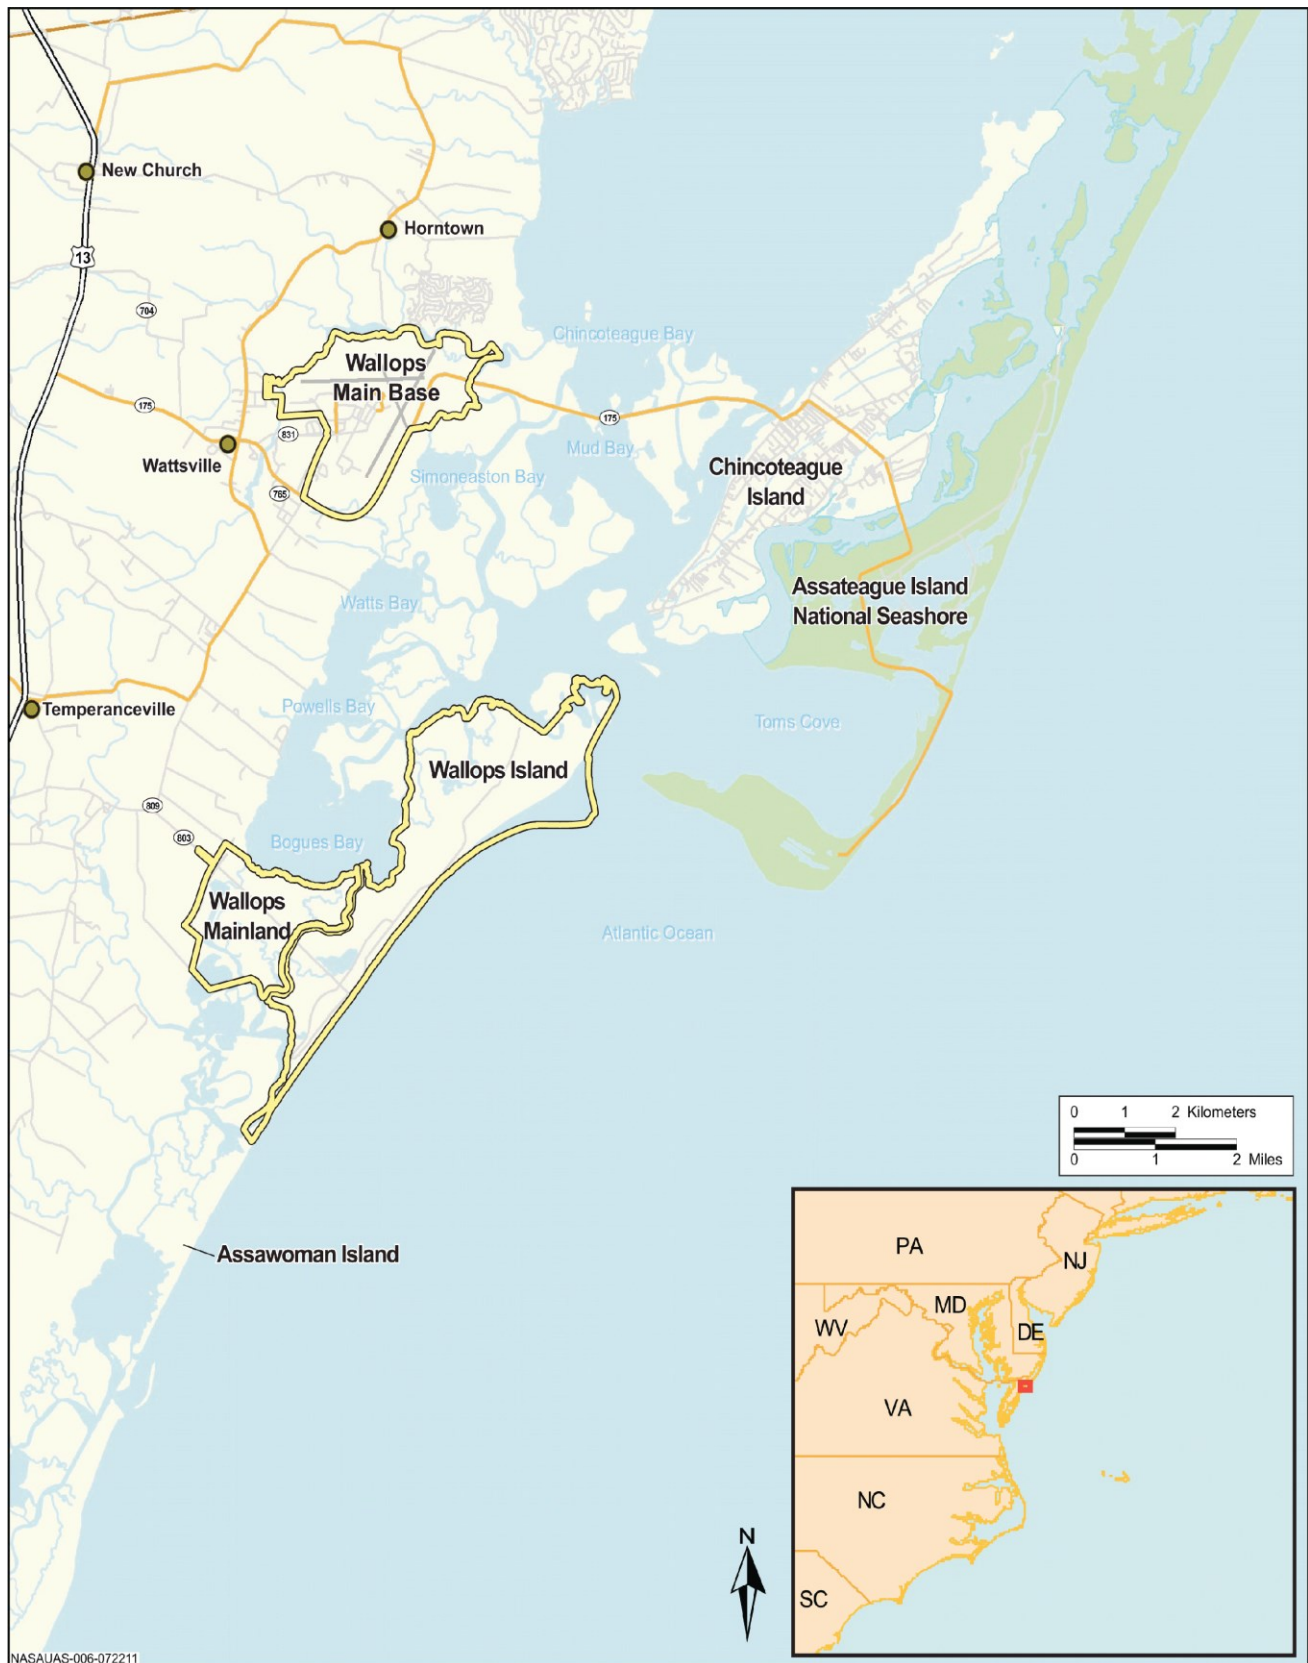 New Church
Horntown
13
704
Chincoteague Bay
Wallops
Main Base
175
175
831
Wattsville
Mud Bay
Simoneaston Bay
765
Chincoteague
Island
Watts Bay
Assateague Island
National Seashore
Powells Bay
Temperanceville
Toms Cove
Wallops Island
809
803
Bogues Bay
Wallops
Mainland
Atlantic Ocean
0 1 2 Kilometers
0 1 2 Miles
Assawoman Island
PA
NJ
MD
WV
DE
VA
NC
SC
N
NASAUAS-006-072211